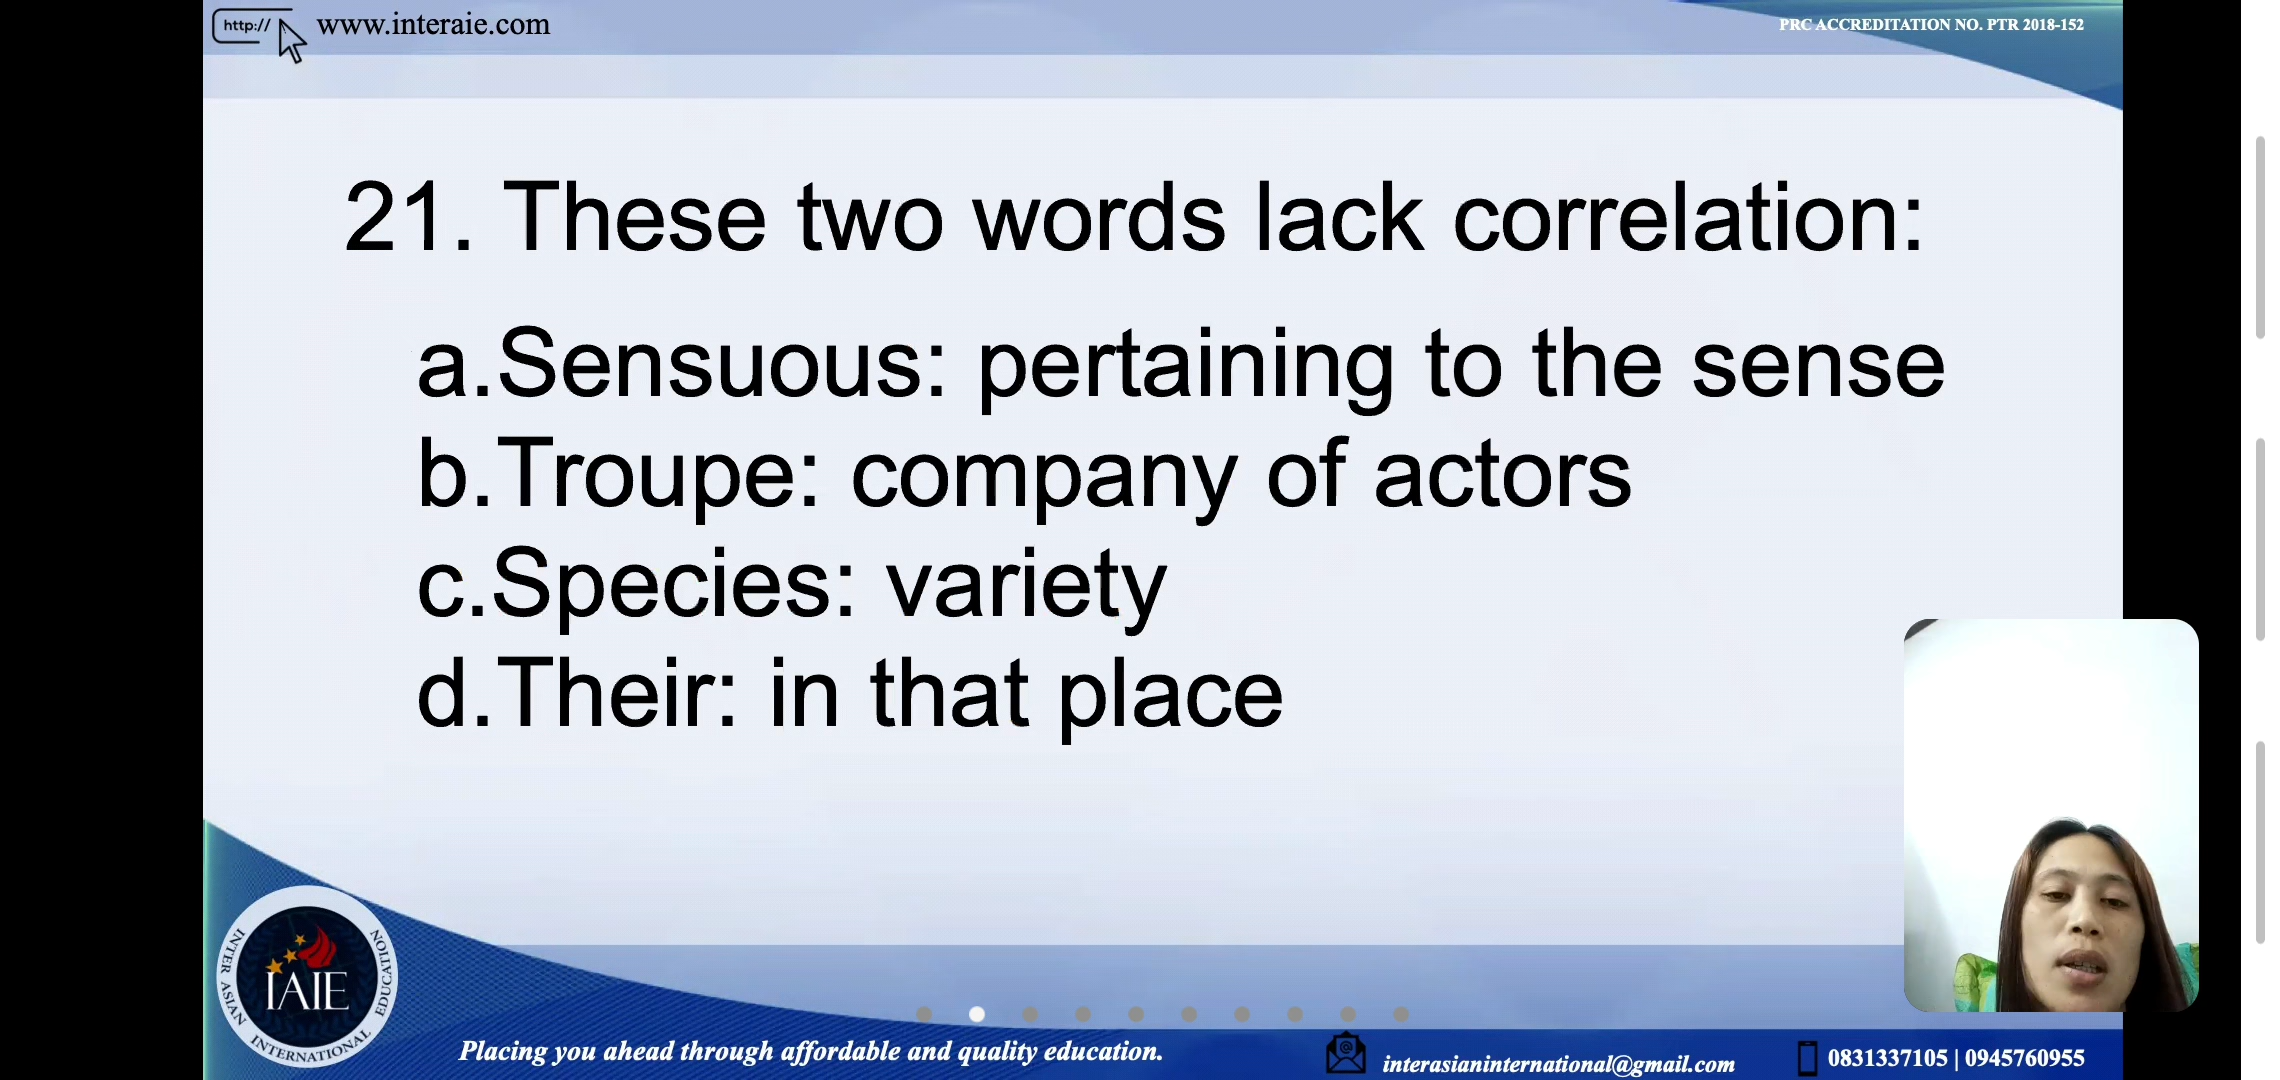 http://
www.interaie.com
PRC ACCREDITATION NO. PTR 2018-152
21. These two words lack correlation:
a.Sensuous: pertaining to the sense
b.Troupe: company of actors
c.Species: variety
d.Their: in that place
IAIE
INTER ASIAN INTERNATIONAL EDUCATION
Placing you ahead through affordable and quality education.
@
interasianinternational@gmail.com
0831337105 | 0945760955